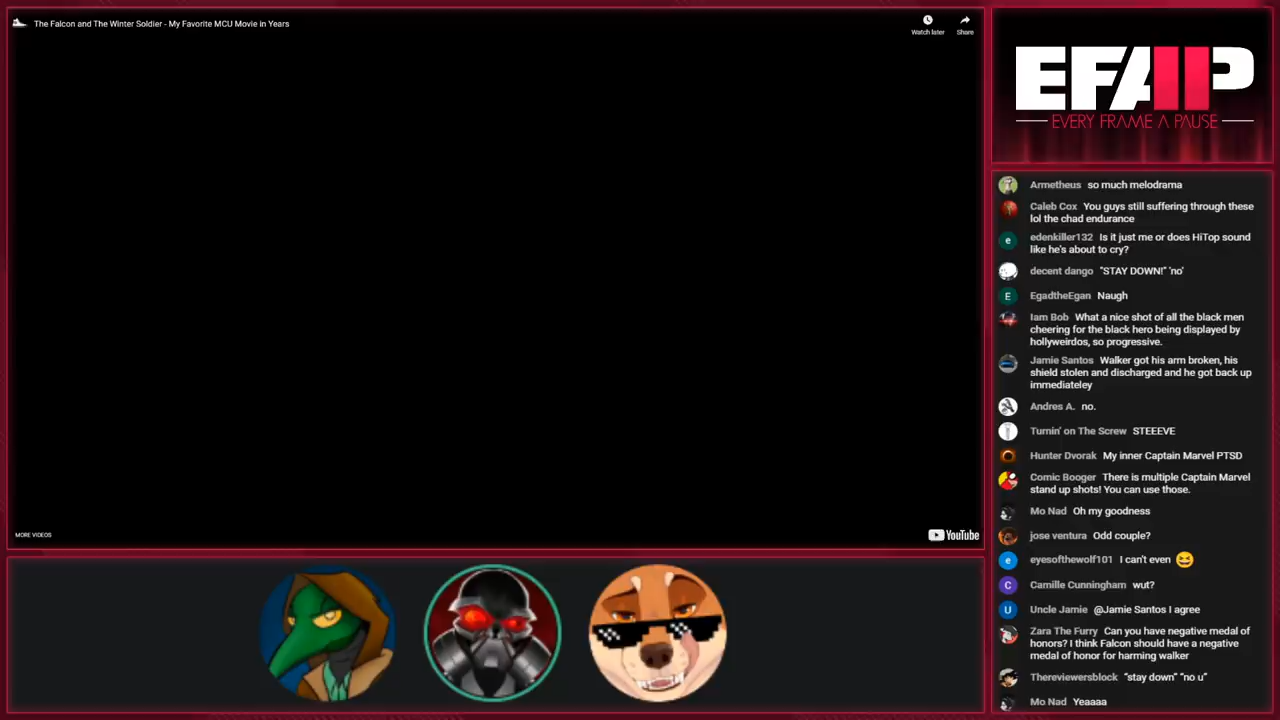 The Falcon and The Winter Soldier - My Favorite MCU Movie in Years
Watch later
Share
MORE VIDEOS
YouTube
EFAP
EVERY FRAME A PAUSE
Armetheus so much melodrama
Caleb Cox You guys still suffering through these
lol the chad endurance
e
edenkiller132 Is it just me or does HiTop sound
like he's about to cry?
decent dango "STAY DOWN!" 'no'
E
EgadtheEgan Naugh
Iam Bob What a nice shot of all the black men
cheering for the black hero being displayed by
hollyweirdos, so progressive.
Jamie Santos Walker got his arm broken, his
shield stolen and discharged and he got back up
immediateley
Andres A. no.
Turnin' on The Screw STEEEVE
Hunter Dvorak My inner Captain Marvel PTSD
Comic Booger There is multiple Captain Marvel
stand up shots! You can use those.
Mo Nad Oh my goodness
jose ventura Odd couple?
e
eyesofthewolf101 I can't even 😆
C
Camille Cunningham wut?
U
Uncle Jamie @Jamie Santos I agree
Zara The Furry Can you have negative medal of
honors? I think Falcon should have a negative
medal of honor for harming walker
Thereviewersblock "stay down" "no u"
Mo Nad Yeaaaa